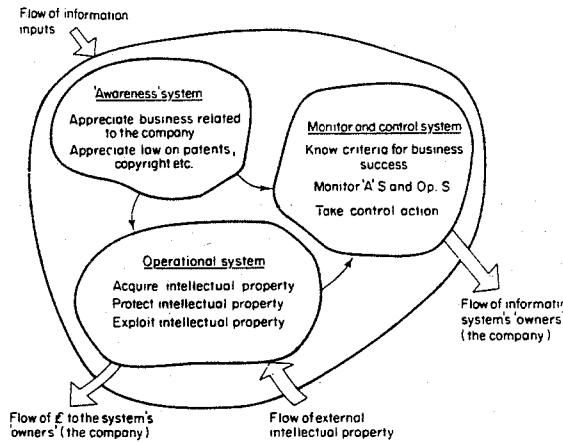 Flow of information
inputs
'Awareness' system
Appreciate business related
to the company
Appreciate law on patents,
copyright etc.
Monitor and control system
Know criteria for business
success
Monitor 'A' S and Op. S
Take control action
Operational system
Acquire intellectual property
Protect intellectual property
Exploit intellectual property
Flow of informati
system's 'owners'
(the company)
Flow of £ to the system's
'owners' (the company)
Flow of external
intellectual property